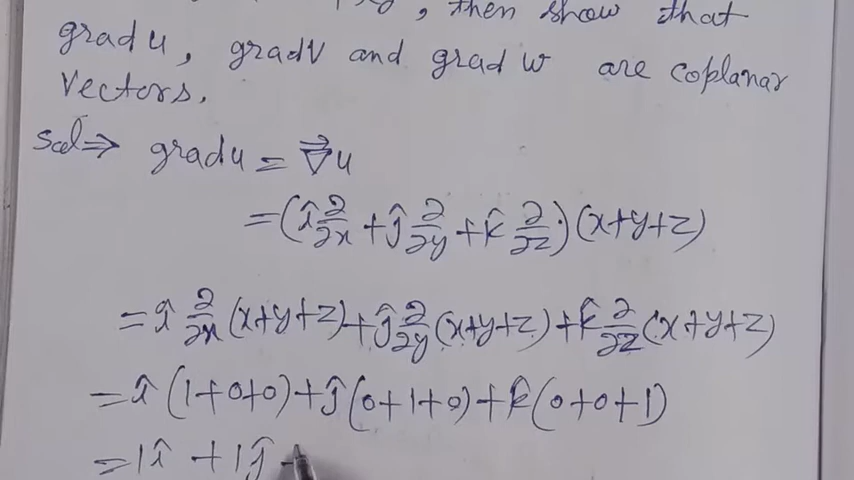 , then show that
grad u, grad V and grad w are coplanar
vectors.
Sol⇒ grad u = ∇⃗u
=(î ∂/∂x + ĵ ∂/∂y + k̂ ∂/∂z)(x+y+z)
= î ∂/∂x (x+y+z) + ĵ ∂/∂y (x+y+z) + k̂ ∂/∂z (x+y+z)
= î (1+0+0) + ĵ (0+1+0) + k̂ (0+0+1)
= 1î + 1ĵ